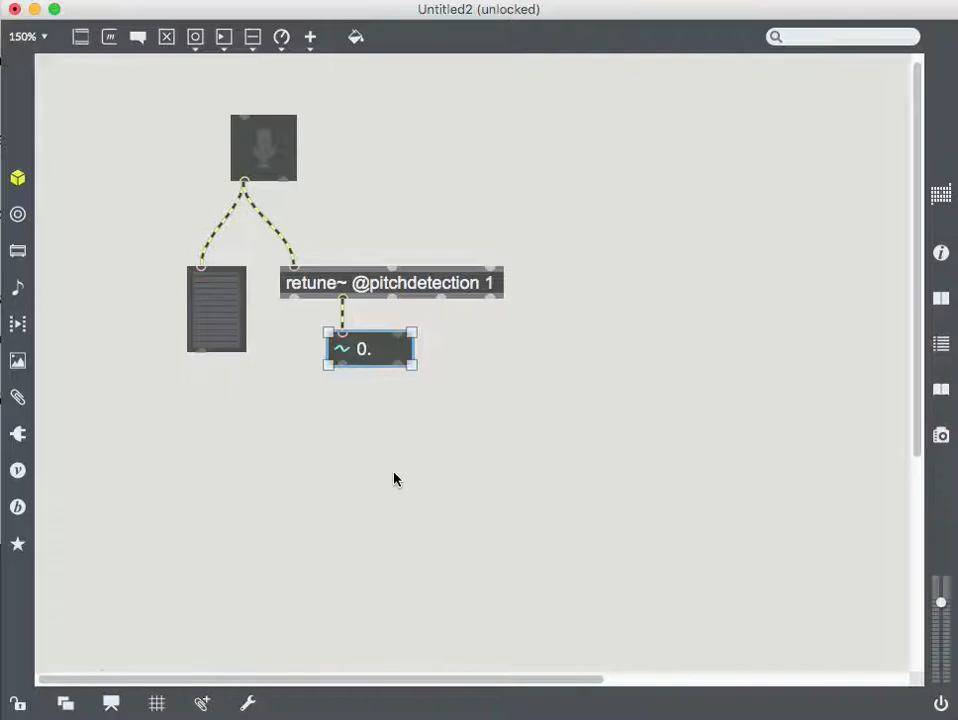 Untitled2 (unlocked)
150%
retune~ @pitchdetection 1
~ 0.